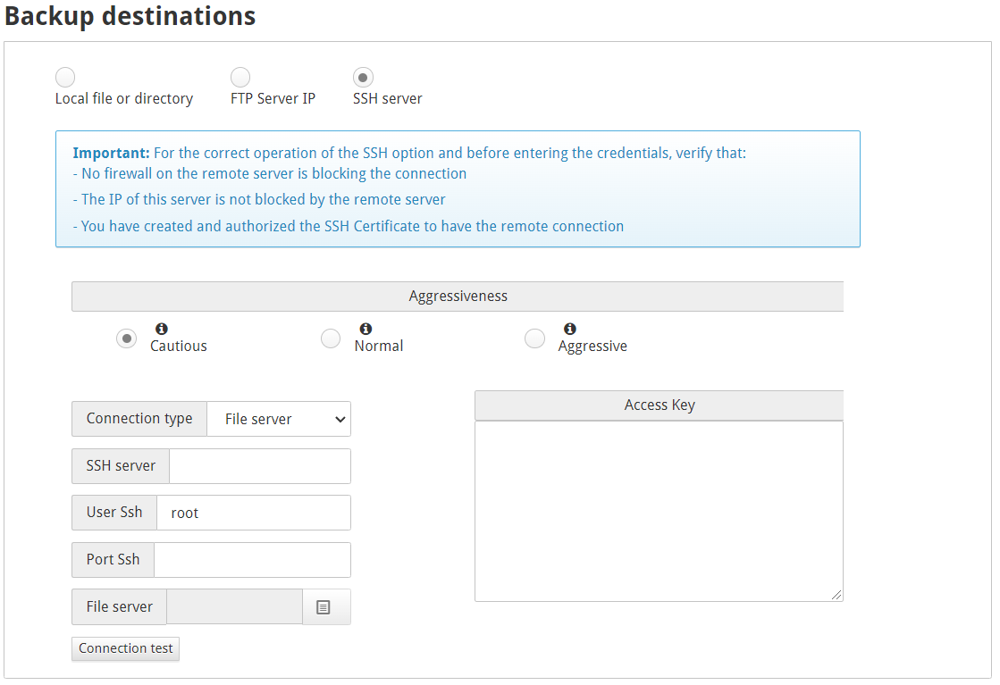 Backup destinations
Local file or directory
FTP Server IP
SSH server
Important: For the correct operation of the SSH option and before entering the credentials, verify that:
- No firewall on the remote server is blocking the connection
- The IP of this server is not blocked by the remote server
- You have created and authorized the SSH Certificate to have the remote connection
Aggressiveness
Cautious
Normal
Aggressive
Connection type
File server
SSH server
User Ssh
root
Port Ssh
File server
Connection test
Access Key